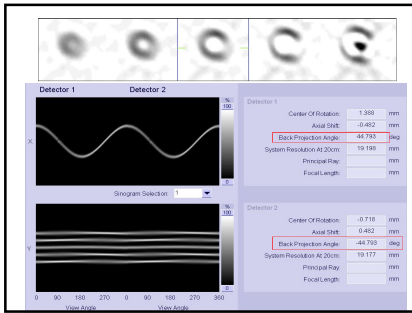 Detector 1 Detector 2
X
%
100
0
Sinogram Selection: 1
Y
%
100
0
0 90 180 270 0 90 180 270 360
View Angle View Angle
Detector 1
Center Of Rotation: 1.388 mm
Axial Shift: -0.482 mm
Back Projection Angle: 44.793 deg
System Resolution At 20cm: 19.198 mm
Principal Ray: mm
Focal Length: mm
Detector 2
Center Of Rotation: -0.718 mm
Axial Shift: 0.482 mm
Back Projection Angle: -44.793 deg
System Resolution At 20cm: 19.177 mm
Principal Ray: mm
Focal Length: mm